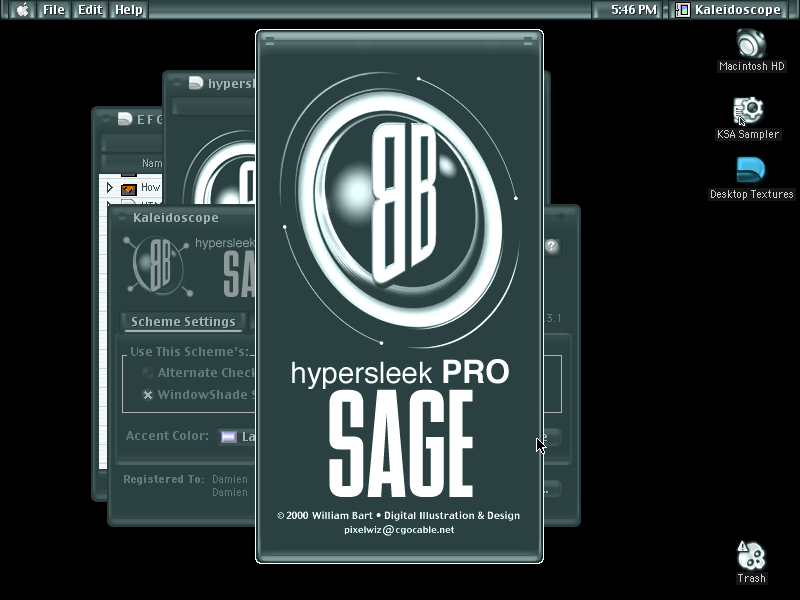 File Edit Help
5:46 PM
Kaleidoscope
Macintosh HD
KSA Sampler
Desktop Textures
Trash
E F G
Nam
How
hypersl
Kaleidoscope
hypersleek
SA
?
3.1
Scheme Settings
Use This Scheme's:
Alternate Check
WindowShade S
Accent Color:
La
e
...
Registered To: Damien
Damien
BB
hypersleek PRO
SAGE
© 2000 William Bart • Digital Illustration & Design
pixelwiz@cgocable.net